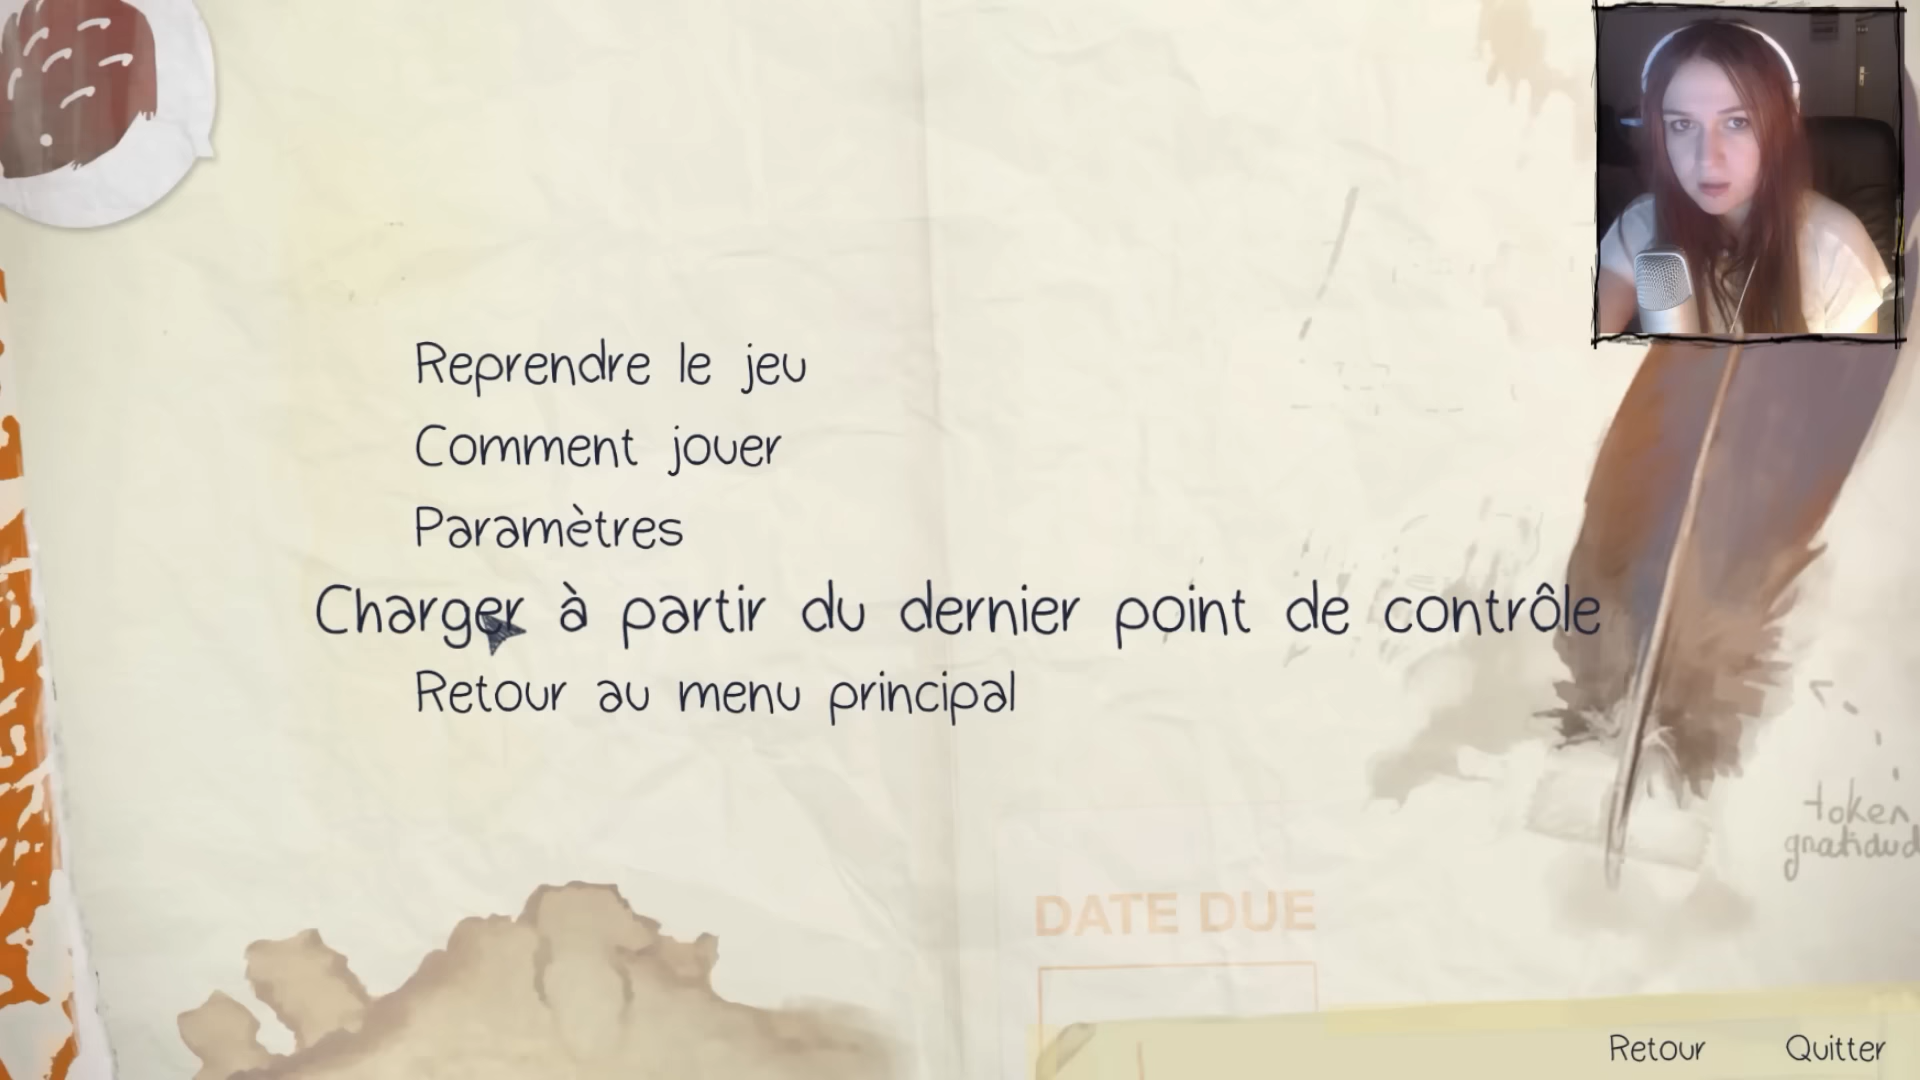 Reprendre le jeu
Comment jouer
Paramètres
Charger à partir du dernier point de contrôle
Retour au menu principal
token
DATE DUE
Retour Quitter